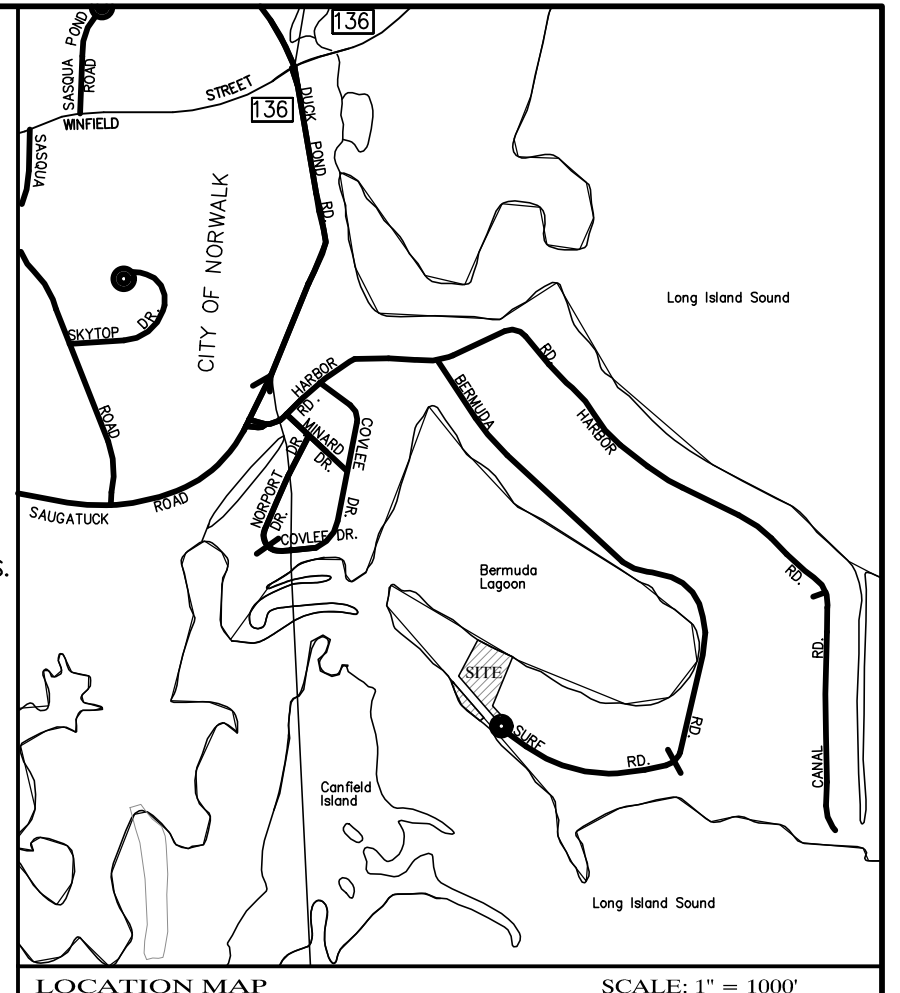 136
SASQUA POND
ROAD
STREET
136
WINFIELD
DUCK POND RD.
SASQUA
CITY OF NORWALK
Long Island Sound
SKYTOP DR.
HARBOR RD.
RD.
HARBOR
RD.
BERMUDA
RD.
ROAD
MINARD DR.
COVLEE DR.
NORPORT DR.
DR.
COVLEE DR.
SAUGATUCK ROAD
S.
Bermuda
Lagoon
SITE
SURF RD.
CANAL RD.
Canfield
Island
Long Island Sound
LOCATION MAP
SCALE: 1" = 1000'